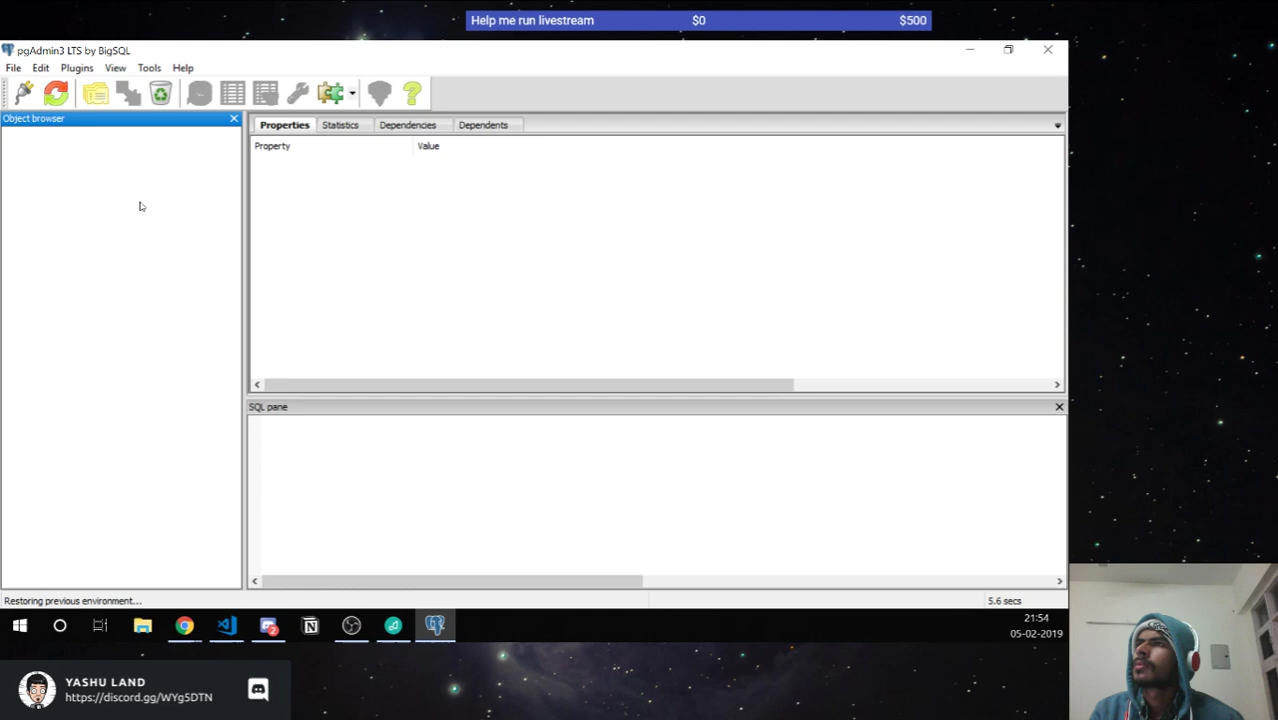 Help me run livestream $0 $500
pgAdmin3 LTS by BigSQL
File Edit Plugins View Tools Help
Object browser
Properties Statistics Dependencies Dependents
Property Value
SQL pane
Restoring previous environment... 5.6 secs
21:54
05-02-2019
YASHU LAND
https://discord.gg/WYg5DTN